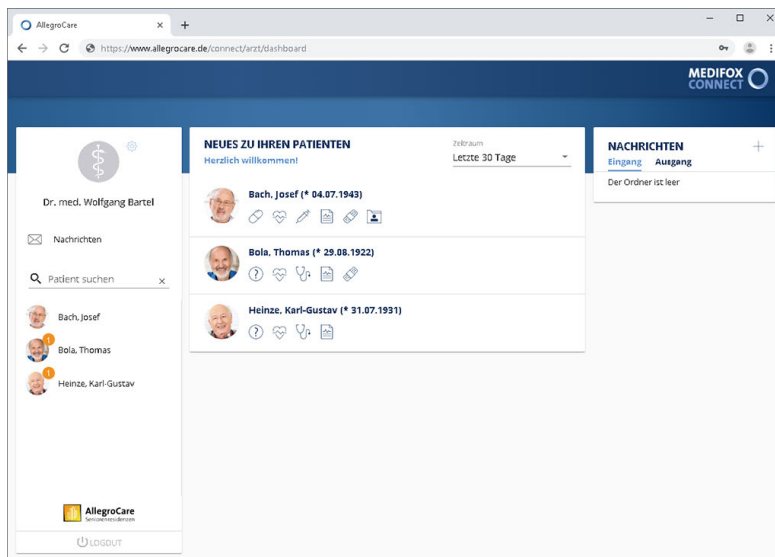 AllegroCare
https://www.allegrocare.de/connect/arzt/dashboard
MEDIFOX
CONNECT
Dr. med. Wolfgang Bartel
Nachrichten
Patient suchen
Bach, Josef
1
Bola, Thomas
1
Heinze, Karl-Gustav
AllegroCare
Seniorenresidenzen
LOGOUT
NEUES ZU IHREN PATIENTEN
Herzlich willkommen!
Zeitraum
Letzte 30 Tage
Bach, Josef (* 04.07.1943)
Bola, Thomas (* 29.08.1922)
Heinze, Karl-Gustav (* 31.07.1931)
NACHRICHTEN
Eingang Ausgang
Der Ordner ist leer